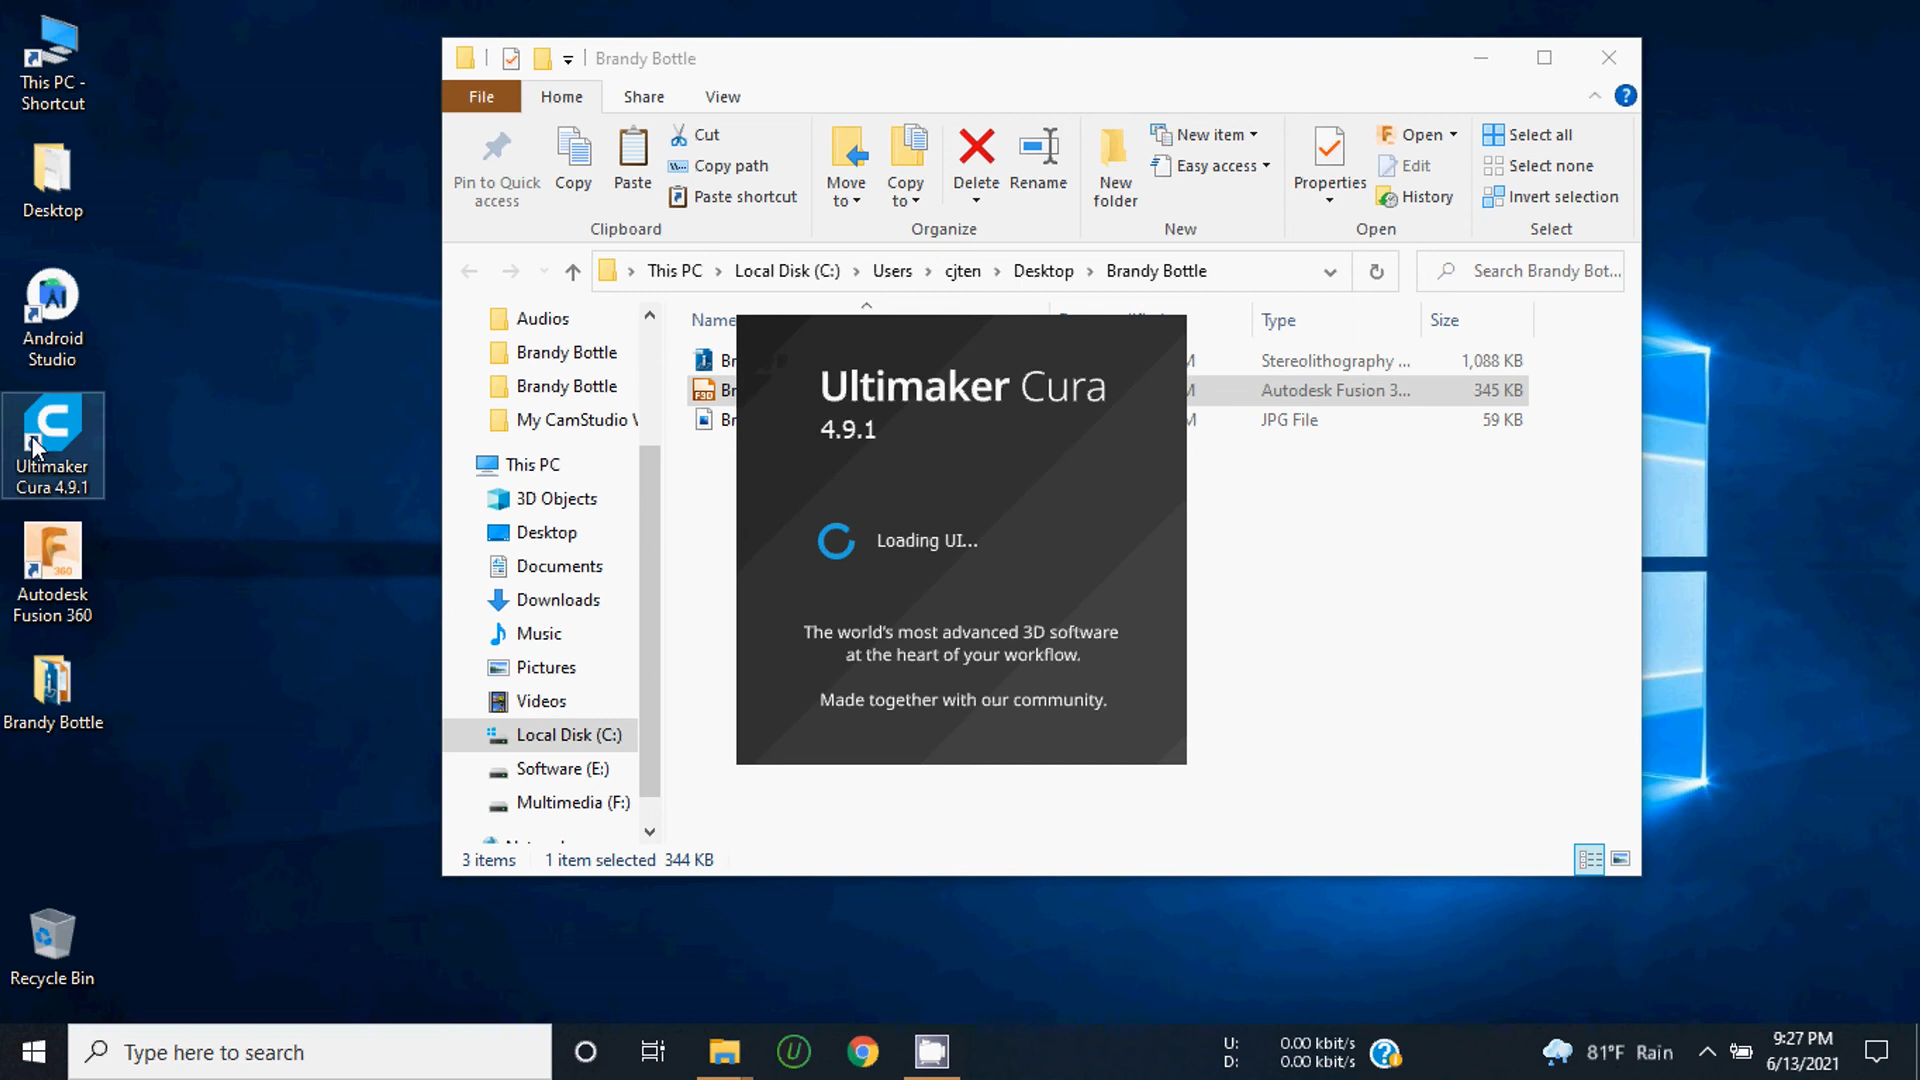 This PC -
Shortcut
Desktop
Android
Studio
Ultimaker
Cura 4.9.1
Autodesk
Fusion 360
Brandy Bottle
Recycle Bin
Brandy Bottle
File Home Share View
Pin to Quick
access
Copy
Paste
Cut
Copy path
Paste shortcut
Clipboard
Move
to
Copy
to
Delete
Rename
Organize
New
folder
New item
Easy access
New
Properties
Open
Edit
History
Open
Select all
Select none
Invert selection
Select
This PC › Local Disk (C:) › Users › cjten › Desktop › Brandy Bottle
Search Brandy Bot...
Audios
Brandy Bottle
Brandy Bottle
My CamStudio V
This PC
3D Objects
Desktop
Documents
Downloads
Music
Pictures
Videos
Local Disk (C:)
Software (E:)
Multimedia (F:)
Name Type Size
Br M Stereolithography ... 1,088 KB
Br Autodesk Fusion 3... 345 KB
Br M JPG File 59 KB
Ultimaker Cura
4.9.1
Loading UI...
The world's most advanced 3D software
at the heart of your workflow.
Made together with our community.
3 items 1 item selected 344 KB
Type here to search
U: 0.00 kbit/s
D: 0.00 kbit/s
81°F Rain
9:27 PM
6/13/2021